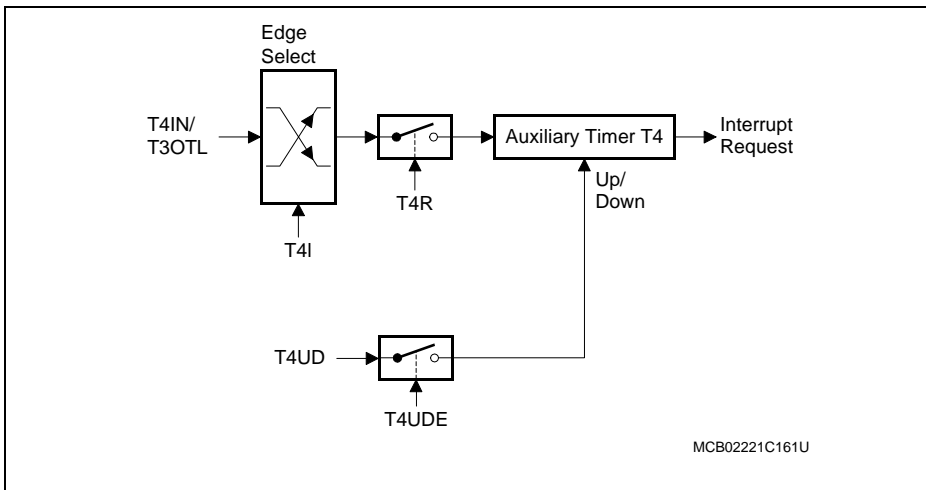 Edge
Select
T4IN/
T3OTL
T4I
T4R
Auxiliary Timer T4
Interrupt
Request
Up/
Down
T4UD
T4UDE
MCB02221C161U